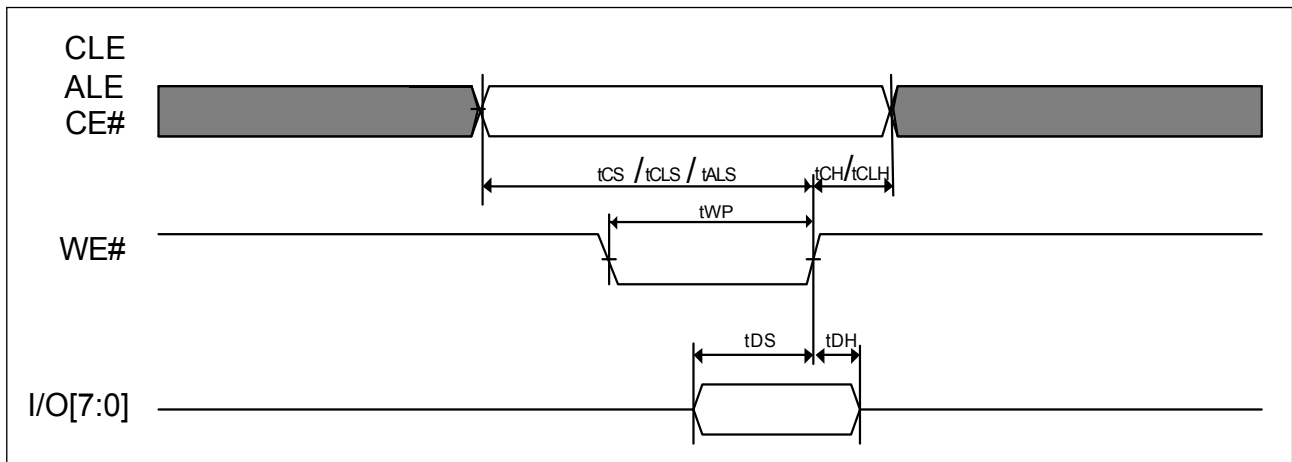 CLE
ALE
CE#
tCS / tCLS / tALS
tCH/tCLH
tWP
WE#
tDS
tDH
I/O[7:0]